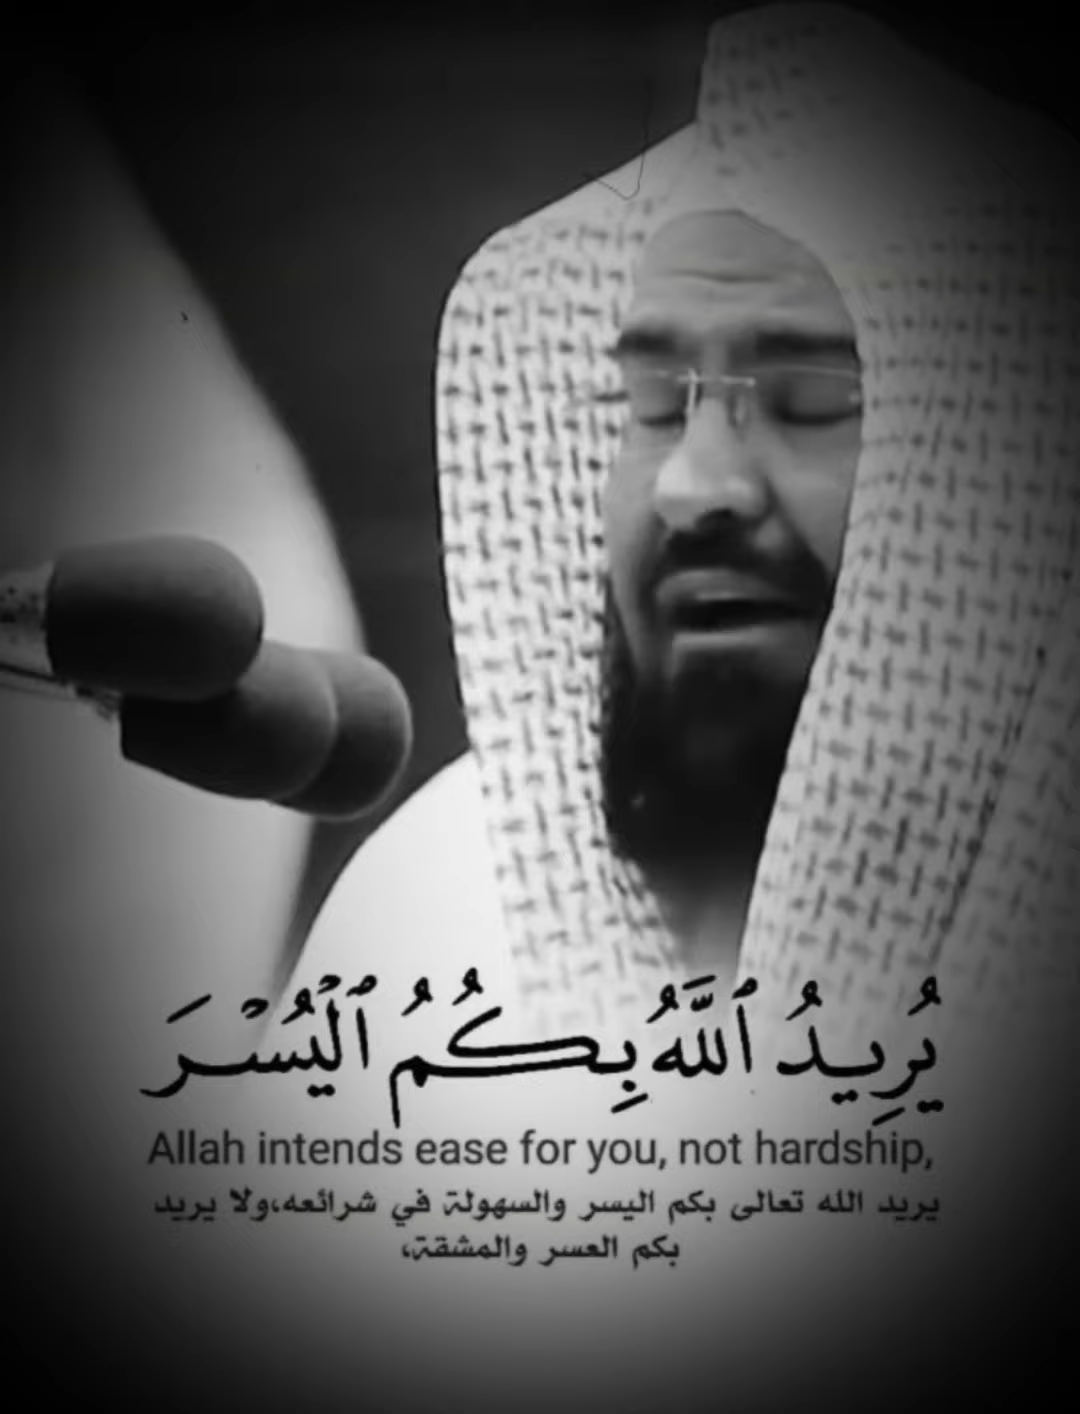 يُرِيدُ ٱللَّهُ بِكُمُ ٱلْيُسْرَ
Allah intends ease for you, not hardship,
يريد الله تعالى بكم اليسر والسهولة في شرائعه،ولا يريد
بكم العسر والمشقة،